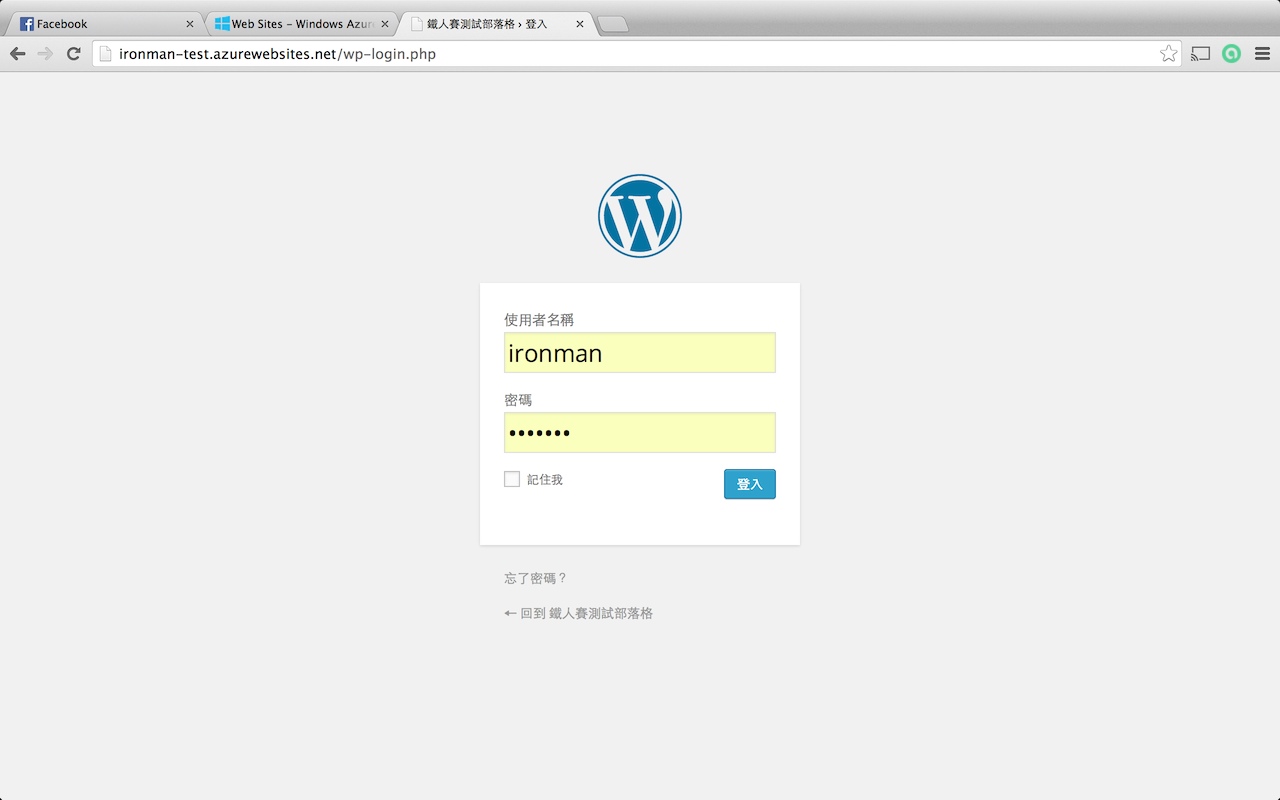 Facebook
Web Sites – Windows Azur
鐵人賽測試部落格 › 登入
ironman-test.azurewebsites.net/wp-login.php
使用者名稱
ironman
密碼
•••••••
記住我
登入
忘了密碼？
← 回到 鐵人賽測試部落格